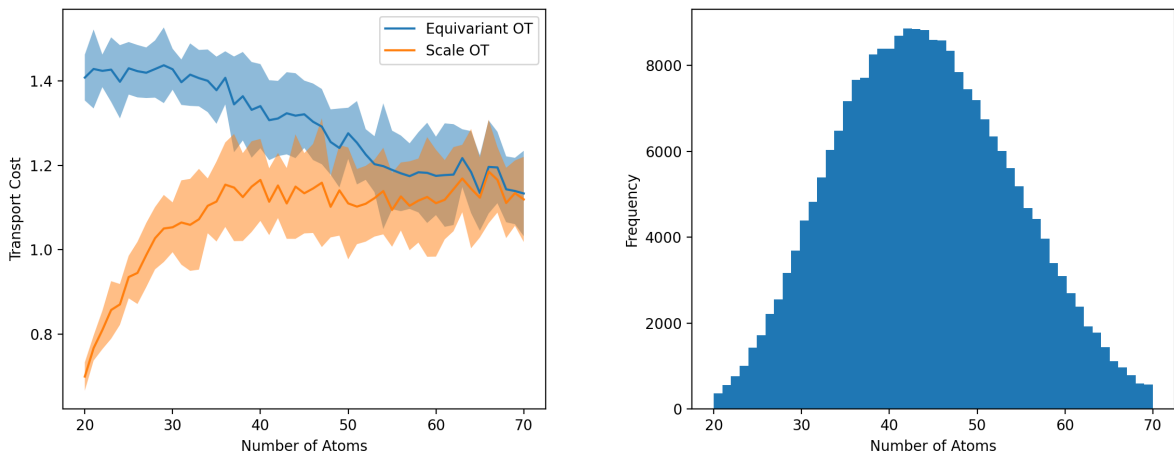 Equivariant OT
Scale OT
Transport Cost
1.4
1.2
1.0
0.8
20 30 40 50 60 70
Number of Atoms
Frequency
8000
6000
4000
2000
0
20 30 40 50 60 70
Number of Atoms